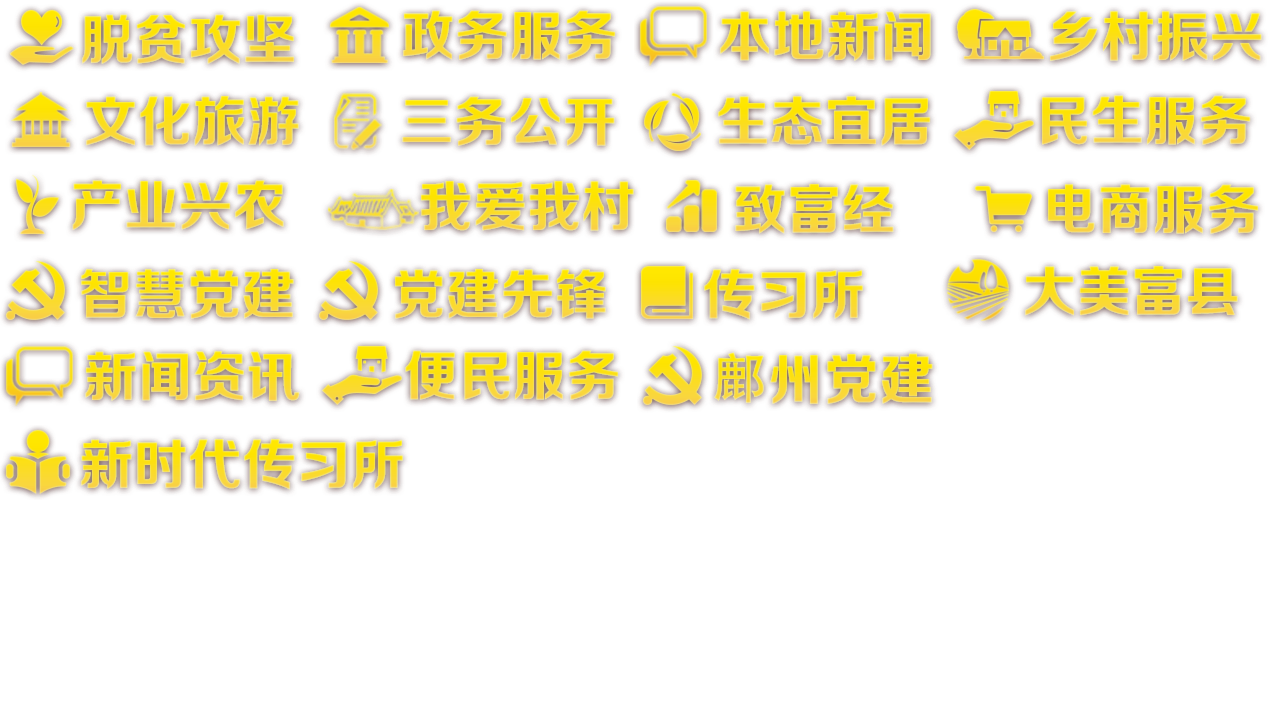 脱贫攻坚 政务服务 本地新闻 乡村振兴
文化旅游 三务公开 生态宜居 民生服务
产业兴农 我爱我村 致富经 电商服务
智慧党建 党建先锋 传习所 大美富县
新闻资讯 便民服务 鄜州党建
新时代传习所